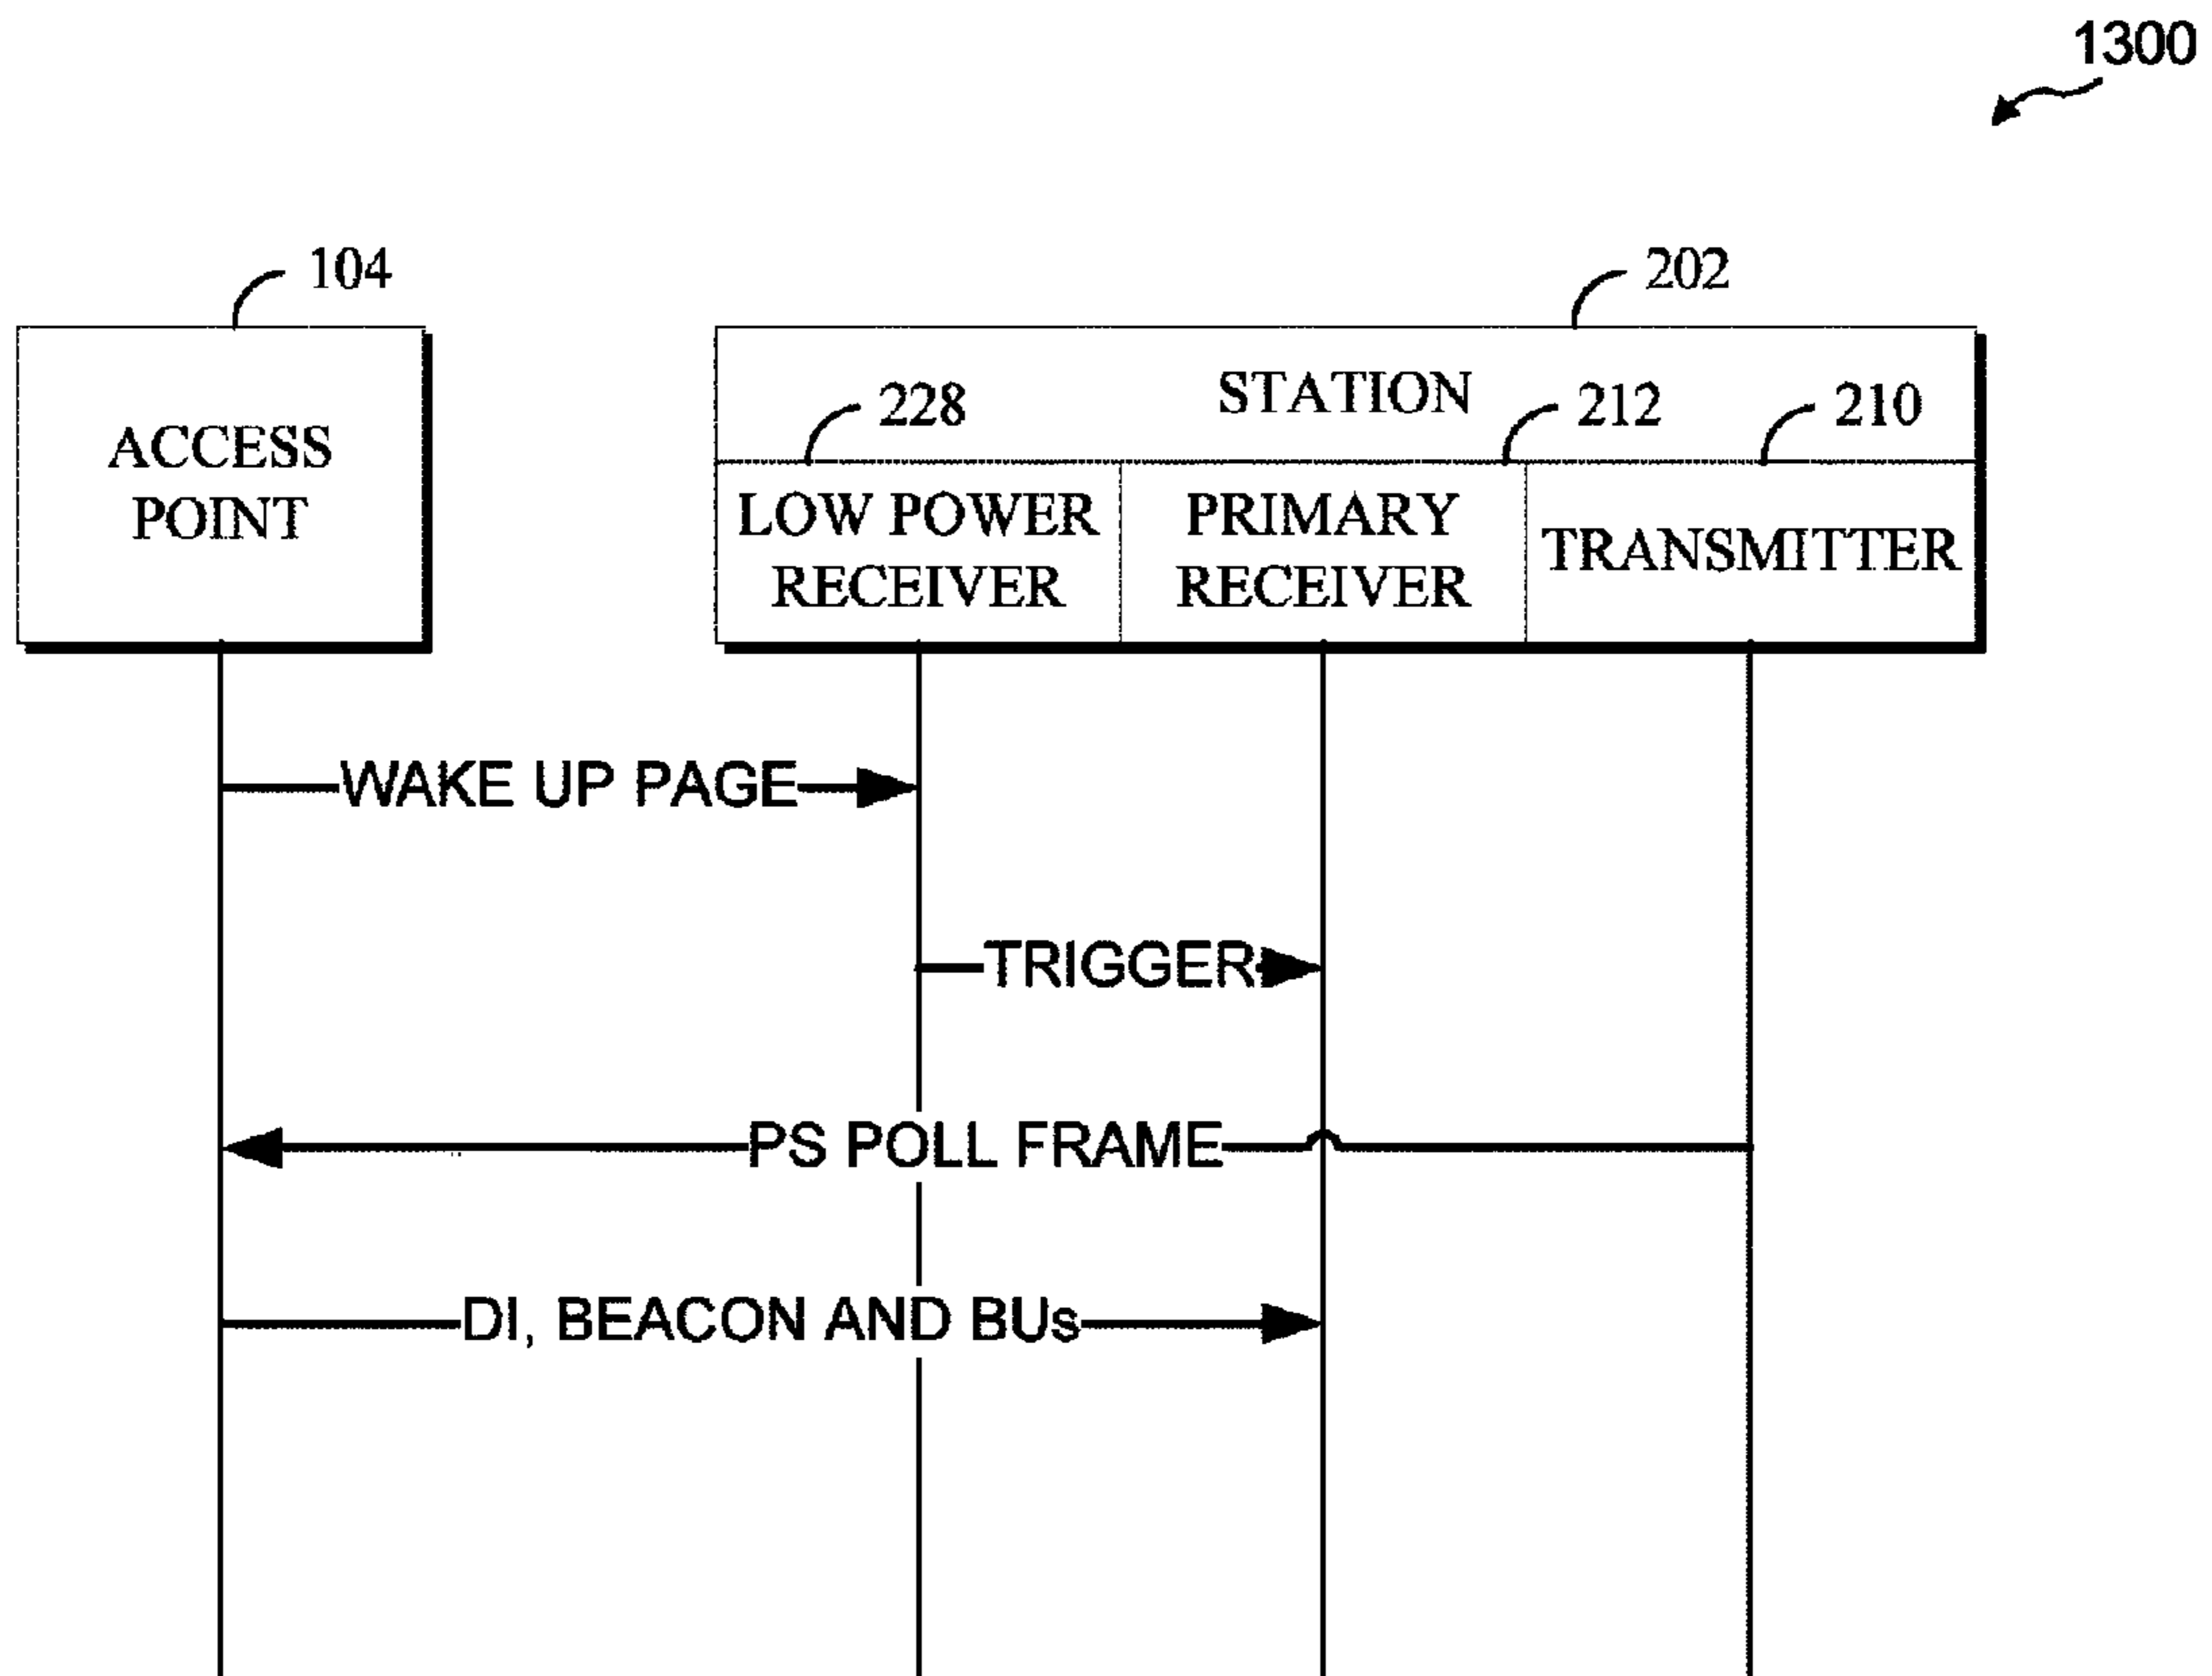 1300
104
202
ACCESS
POINT
STATION
228
212
210
LOW POWER
RECEIVER
PRIMARY
RECEIVER
TRANSMITTER
WAKE UP PAGE
TRIGGER
PS POLL FRAME
DI, BEACON AND BUs